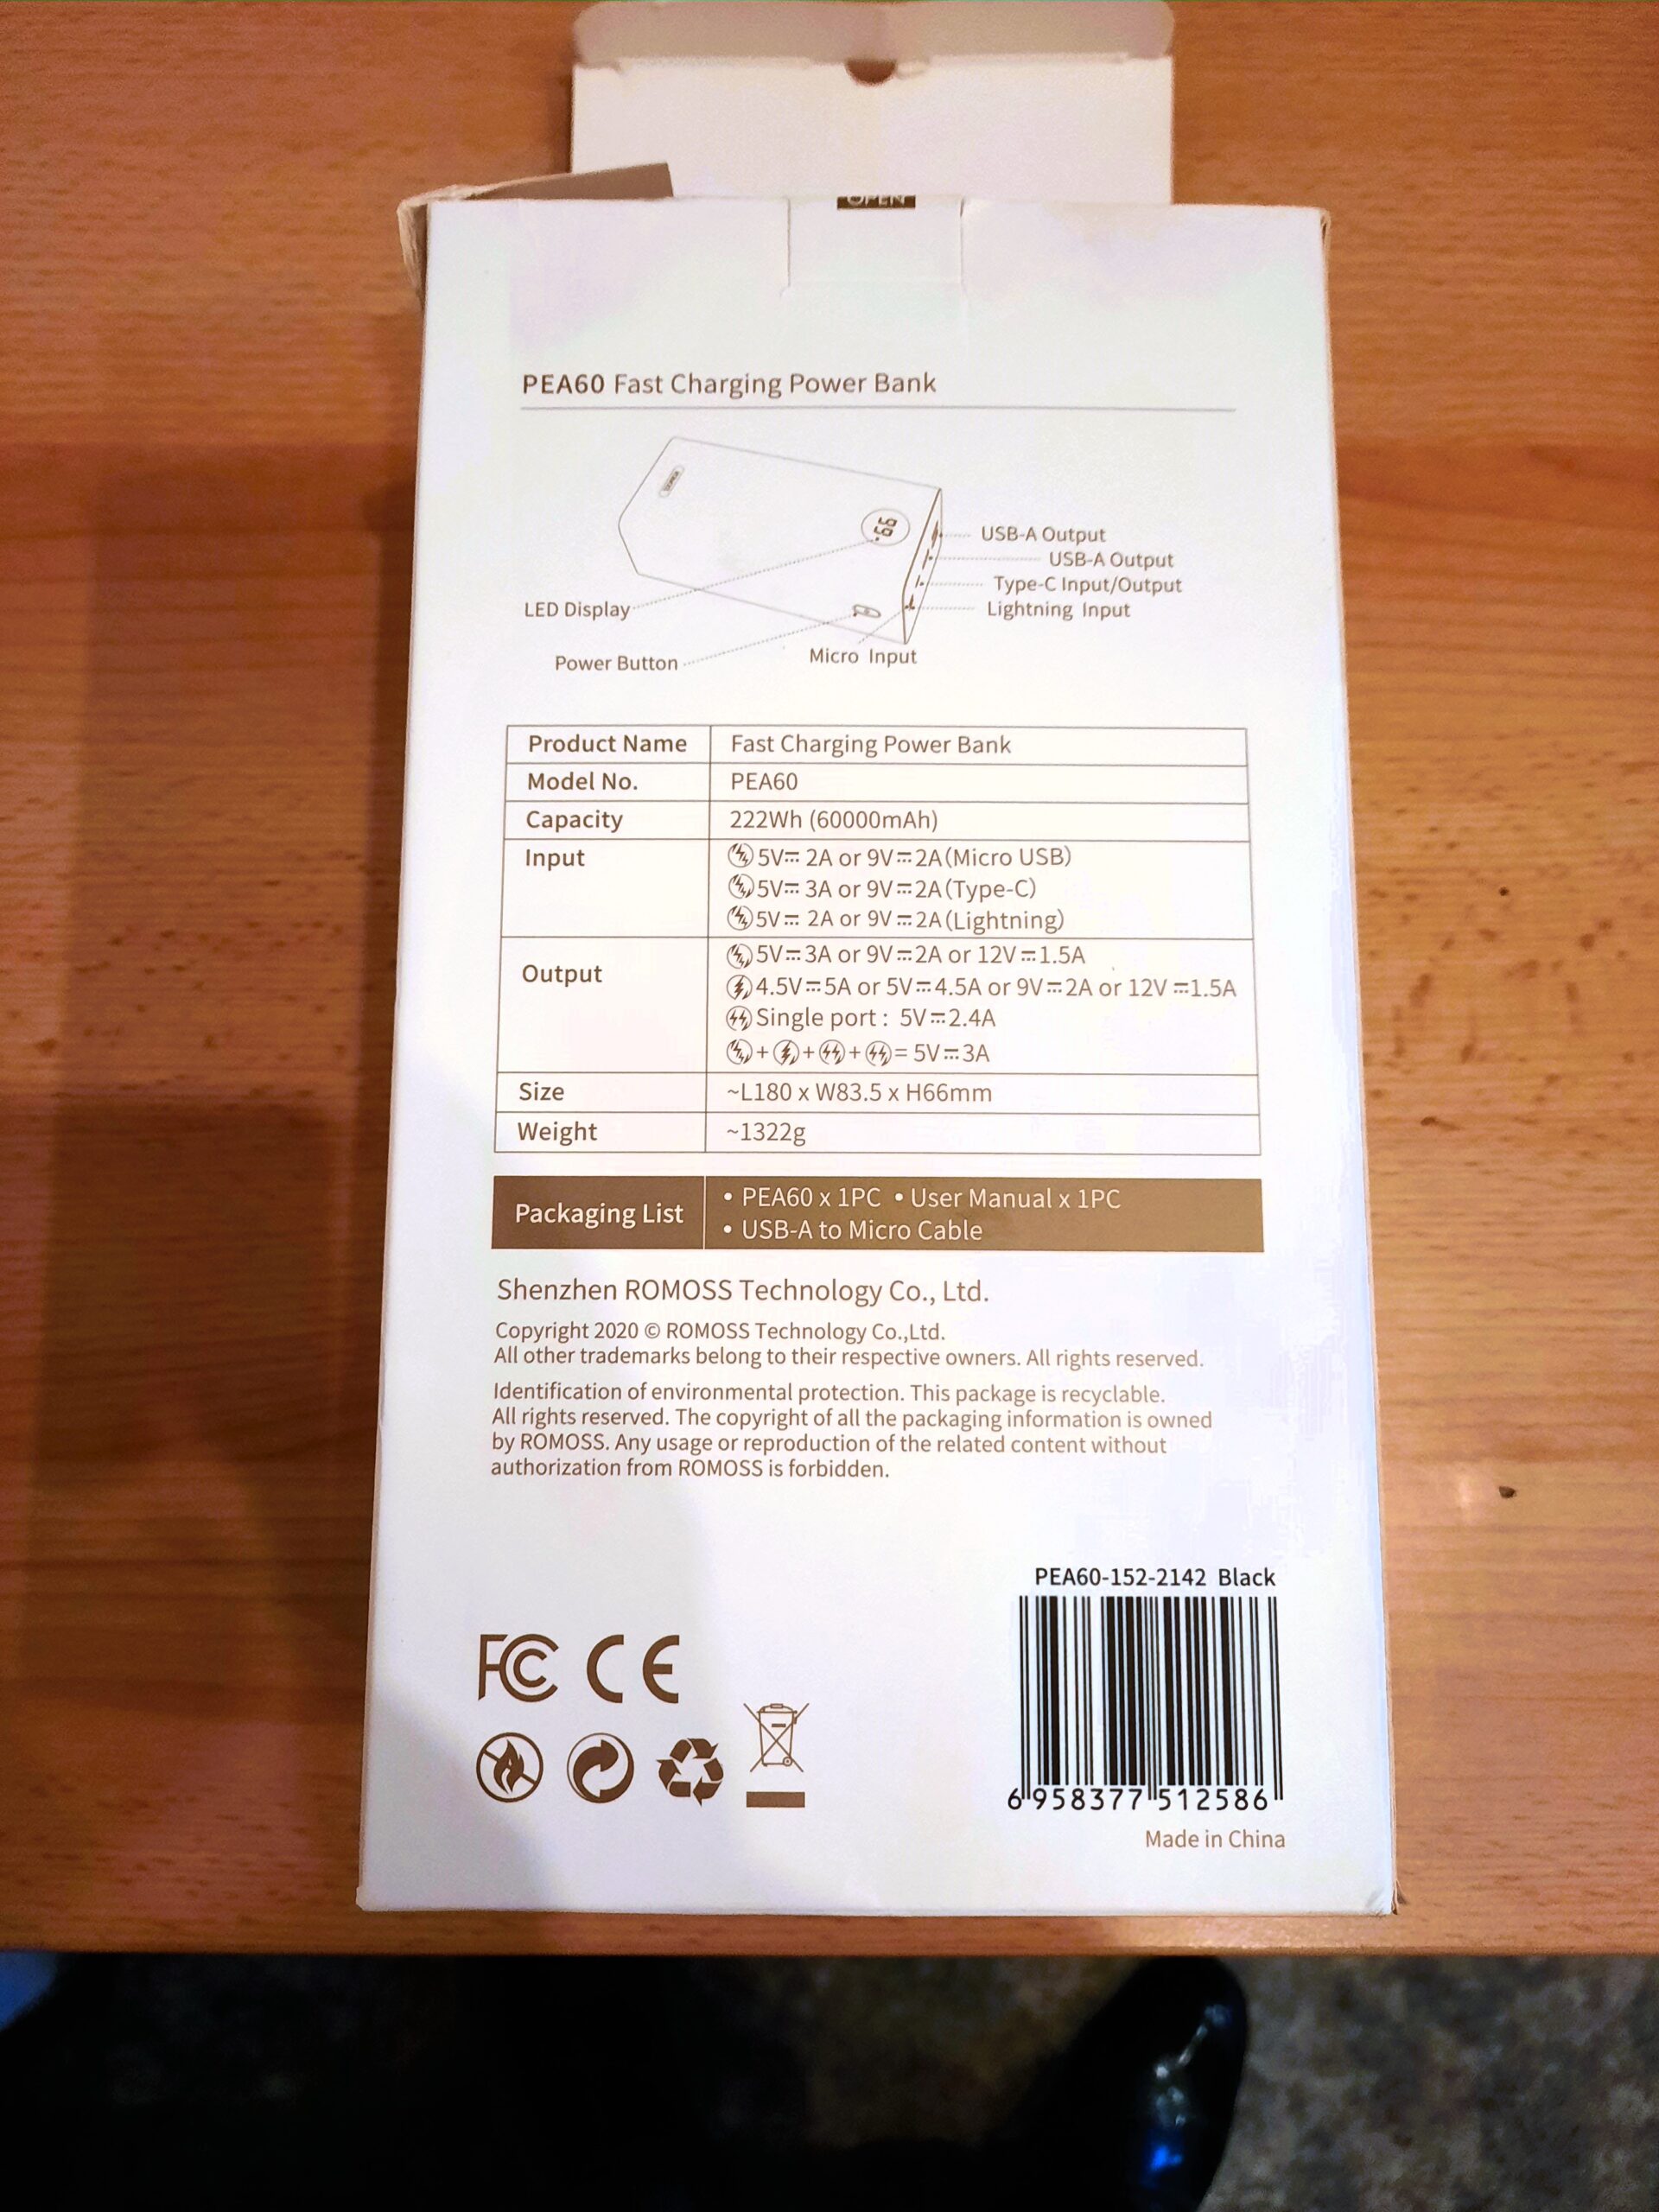 OPEN
PEA60 Fast Charging Power Bank
99
USB-A Output
USB-A Output
Type-C Input/Output
Lightning Input
LED Display
Power Button
Micro Input
Product Name Fast Charging Power Bank
Model No. PEA60
Capacity 222Wh (60000mAh)
Input 5V⎓ 2A or 9V⎓2A(Micro USB)
5V⎓ 3A or 9V⎓2A(Type-C)
5V⎓ 2A or 9V⎓2A(Lightning)
Output 5V⎓3A or 9V⎓2A or 12V⎓1.5A
4.5V⎓5A or 5V⎓4.5A or 9V⎓2A or 12V⎓1.5A
Single port : 5V⎓2.4A
+ + + = 5V⎓3A
Size ~L180 x W83.5 x H66mm
Weight ~1322g
Packaging List • PEA60 x 1PC • User Manual x 1PC
• USB-A to Micro Cable
Shenzhen ROMOSS Technology Co., Ltd.
Copyright 2020 © ROMOSS Technology Co.,Ltd.
All other trademarks belong to their respective owners. All rights reserved.
Identification of environmental protection. This package is recyclable.
All rights reserved. The copyright of all the packaging information is owned
by ROMOSS. Any usage or reproduction of the related content without
authorization from ROMOSS is forbidden.
PEA60-152-2142 Black
FC CE
6 958377 512586
Made in China